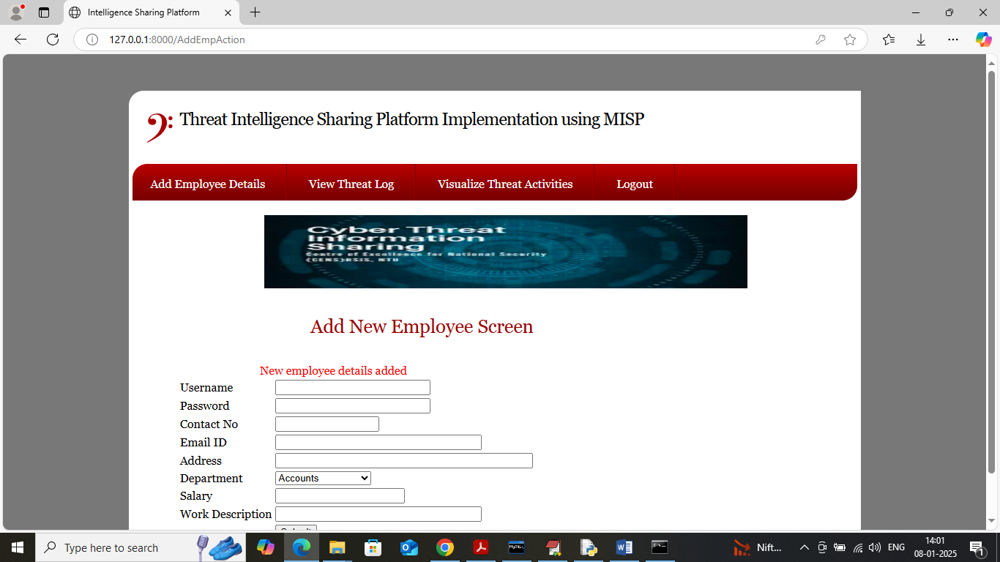 Intelligence Sharing Platform
127.0.0.1:8000/AddEmpAction
Threat Intelligence Sharing Platform Implementation using MISP
Add Employee Details
View Threat Log
Visualize Threat Activities
Logout
Cyber Threat
Information
Sharing
Centre of Excellence for National Security
(CENS)RSIS, NTU
Add New Employee Screen
New employee details added
Username
Password
Contact No
Email ID
Address
Department Accounts
Salary
Work Description
Submit
Type here to search
Nift...
ENG
14:01
08-01-2025
1